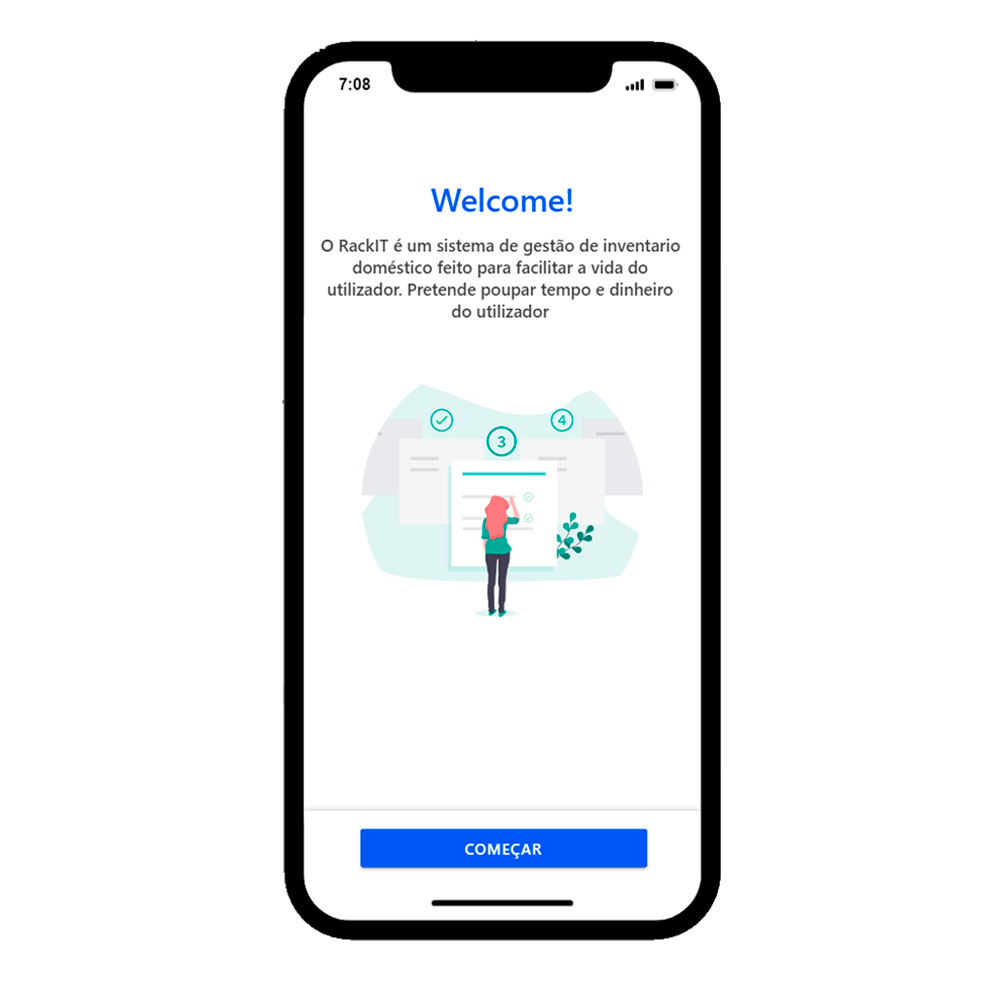 7:08
Welcome!
O RackIT é um sistema de gestão de inventario
doméstico feito para facilitar a vida do
utilizador. Pretende poupar tempo e dinheiro
do utilizador
4
3
COMEÇAR